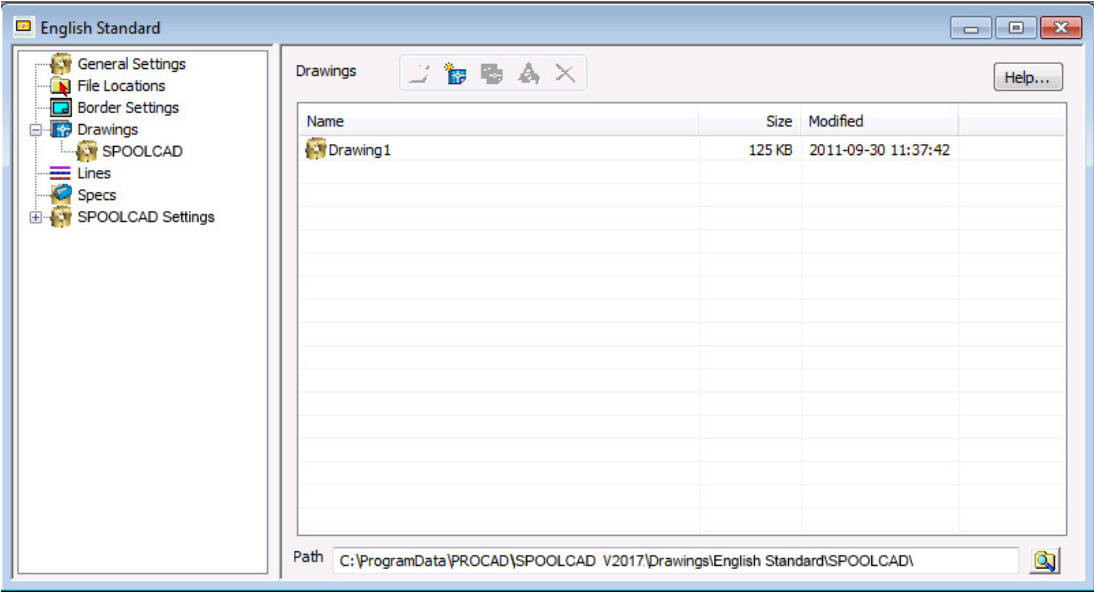 English Standard
General Settings
File Locations
Border Settings
Drawings
SPOOLCAD
Lines
Specs
SPOOLCAD Settings
Drawings
Help...
Name Size Modified
Drawing1 125 KB 2011-09-30 11:37:42
Path C:\ProgramData\PROCAD\SPOOLCAD V2017\Drawings\English Standard\SPOOLCAD\